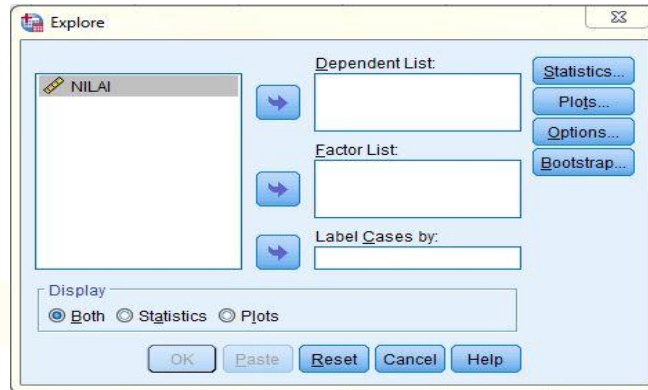 Explore
NILAI
Dependent List:
Statistics...
Plots...
Options...
Bootstrap...
Factor List:
Label Cases by:
Display
Both Statistics Plots
OK Paste Reset Cancel Help